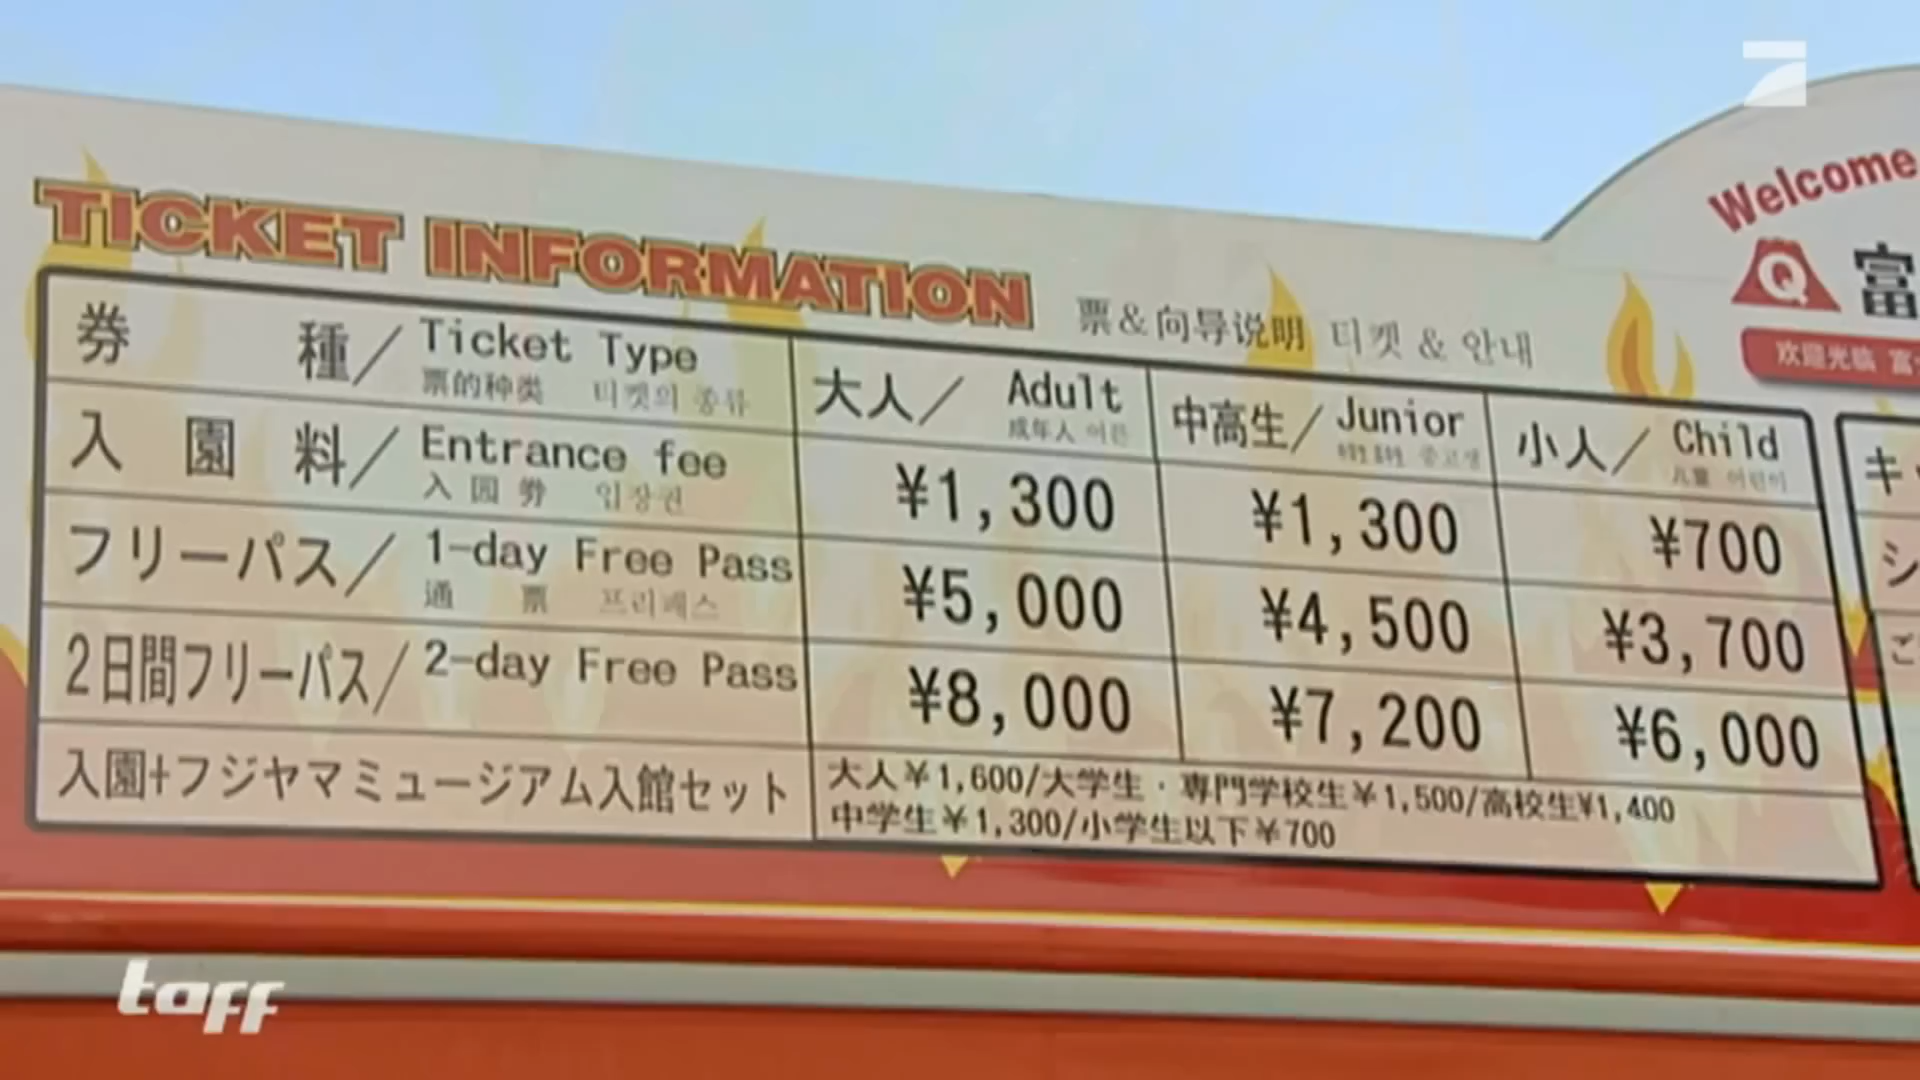 Welcome
TICKET INFORMATION
票&向导说明 티켓 & 안내
Q 富
欢迎光临 富
券種/Ticket Type
票的种类 티켓의 종류
大人/Adult
成年人 어른
中高生/Junior
중고생
小人/Child
儿童 어린이
入園料/Entrance fee
入园券 입장권
¥1,300
¥1,300
¥700
フリーパス/1-day Free Pass
通票 프리패스
¥5,000
¥4,500
¥3,700
2日間フリーパス/2-day Free Pass
¥8,000
¥7,200
¥6,000
入園+フジヤマミュージアム入館セット
大人¥1,600/大学生・専門学校生¥1,500/高校生¥1,400
中学生¥1,300/小学生以下¥700
キ
シ
ご
taff